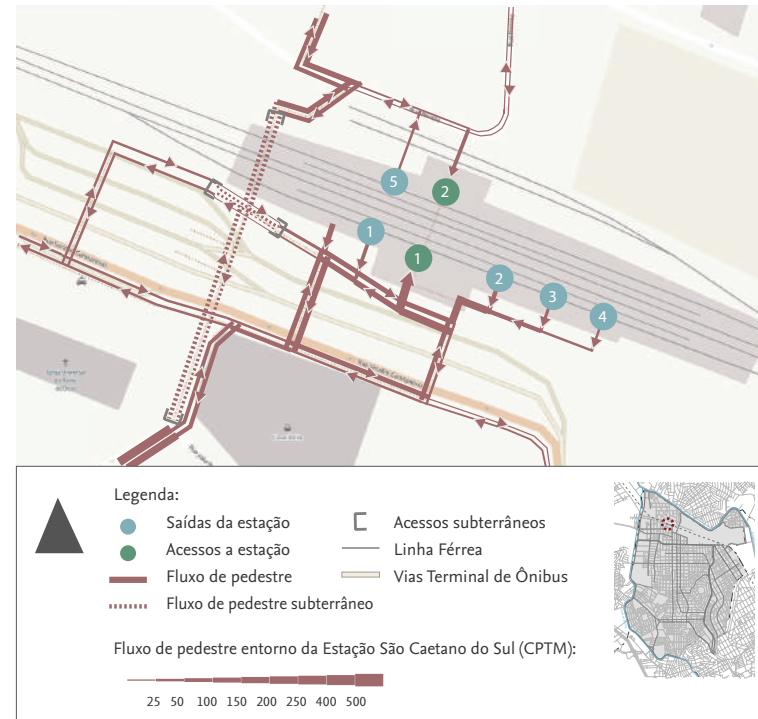 5
2
1
1
2
3
4
Legenda:
Saídas da estação
Acessos a estação
Fluxo de pedestre
Fluxo de pedestre subterrâneo
Acessos subterrâneos
Linha Férrea
Vias Terminal de Ônibus
Fluxo de pedestre entorno da Estação São Caetano do Sul (CPTM):
25 50 100 150 200 250 400 500